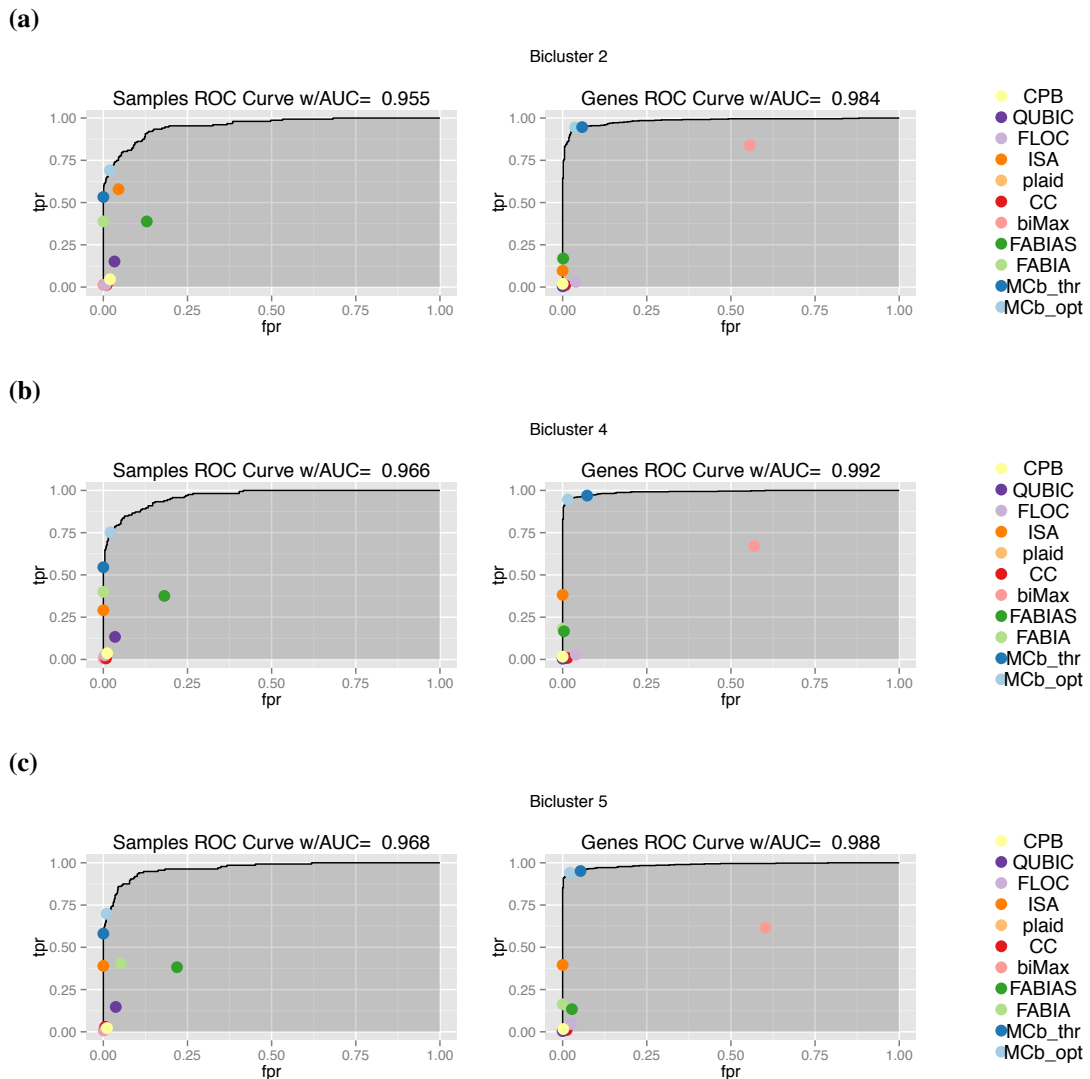 (a)
Bicluster 2
Samples ROC Curve w/AUC= 0.955
Genes ROC Curve w/AUC= 0.984
1.00
0.75
0.50
0.25
0.00
tpr
0.00 0.25 0.50 0.75 1.00
fpr
1.00
0.75
0.50
0.25
0.00
tpr
0.00 0.25 0.50 0.75 1.00
fpr
CPB
QUBIC
FLOC
ISA
plaid
CC
biMax
FABIAS
FABIA
MCb_thr
MCb_opt
(b)
Bicluster 4
Samples ROC Curve w/AUC= 0.966
Genes ROC Curve w/AUC= 0.992
1.00
0.75
0.50
0.25
0.00
tpr
0.00 0.25 0.50 0.75 1.00
fpr
1.00
0.75
0.50
0.25
0.00
tpr
0.00 0.25 0.50 0.75 1.00
fpr
CPB
QUBIC
FLOC
ISA
plaid
CC
biMax
FABIAS
FABIA
MCb_thr
MCb_opt
(c)
Bicluster 5
Samples ROC Curve w/AUC= 0.968
Genes ROC Curve w/AUC= 0.988
1.00
0.75
0.50
0.25
0.00
tpr
0.00 0.25 0.50 0.75 1.00
fpr
1.00
0.75
0.50
0.25
0.00
tpr
0.00 0.25 0.50 0.75 1.00
fpr
CPB
QUBIC
FLOC
ISA
plaid
CC
biMax
FABIAS
FABIA
MCb_thr
MCb_opt